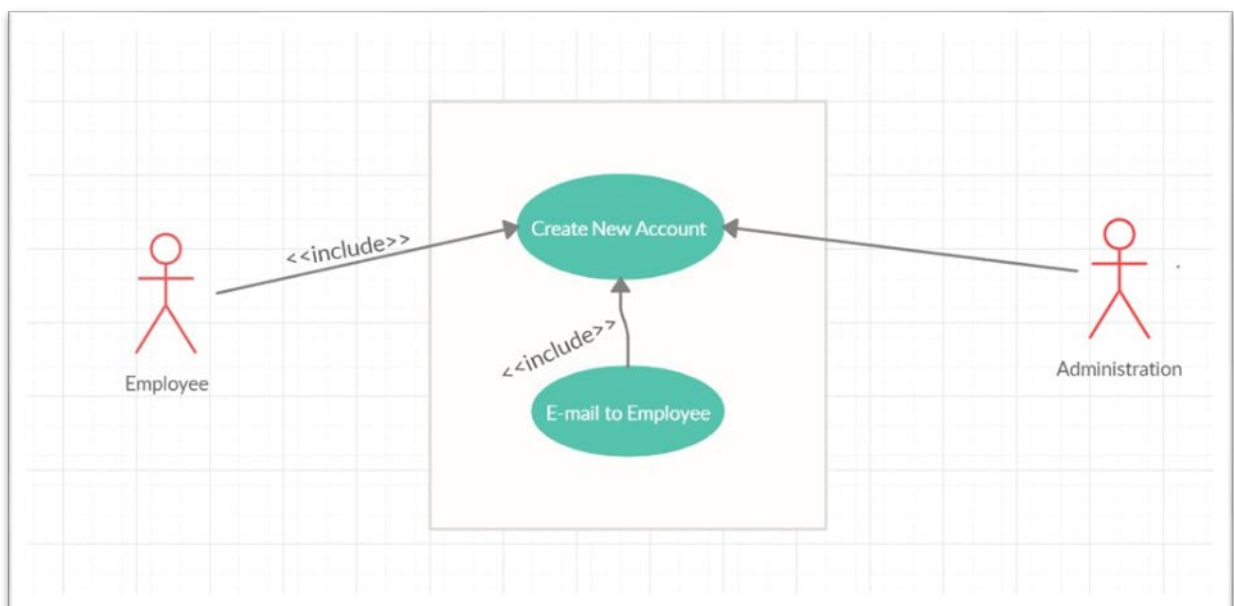 Create New Account
<<include>>
<<include>>
Employee
Administration
E-mail to Employee